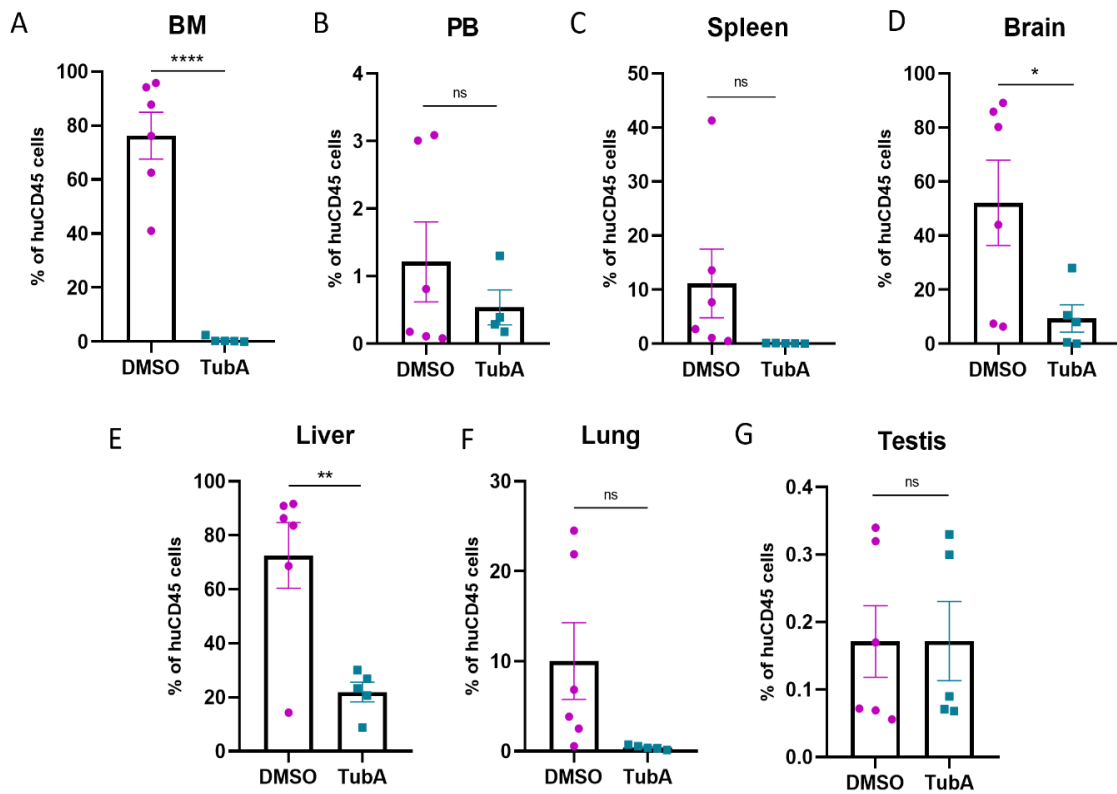 A
BM
****
% of huCD45 cells
100
80
60
40
20
0
DMSO TubA
B
PB
ns
% of huCD45 cells
4
3
2
1
0
DMSO TubA
C
Spleen
ns
% of huCD45 cells
50
40
30
20
10
0
DMSO TubA
D
Brain
*
% of huCD45 cells
100
80
60
40
20
0
DMSO TubA
E
Liver
**
% of huCD45 cells
100
80
60
40
20
0
DMSO TubA
F
Lung
ns
% of huCD45 cells
30
20
10
0
DMSO TubA
G
Testis
ns
% of huCD45 cells
0.4
0.3
0.2
0.1
0.0
DMSO TubA